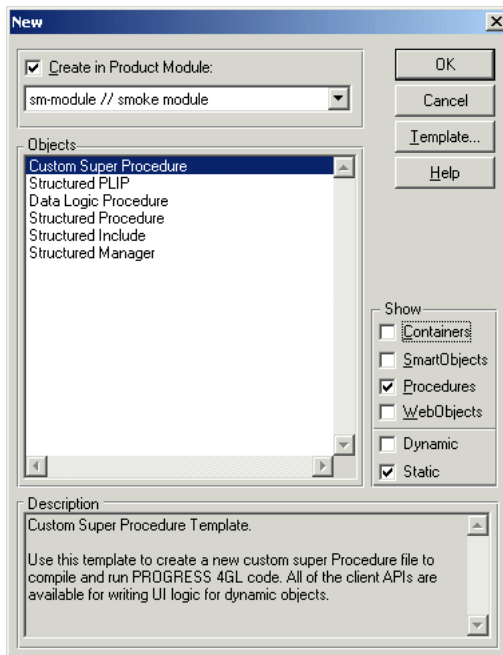 New
Create in Product Module:
sm-module // smoke module
OK
Cancel
Template...
Help
Objects
Custom Super Procedure
Structured PLIP
Data Logic Procedure
Structured Procedure
Structured Include
Structured Manager
Show
Containers
SmartObjects
Procedures
WebObjects
Dynamic
Static
Description
Custom Super Procedure Template.
Use this template to create a new custom super Procedure file to
compile and run PROGRESS 4GL code. All of the client APIs are
available for writing UI logic for dynamic objects.